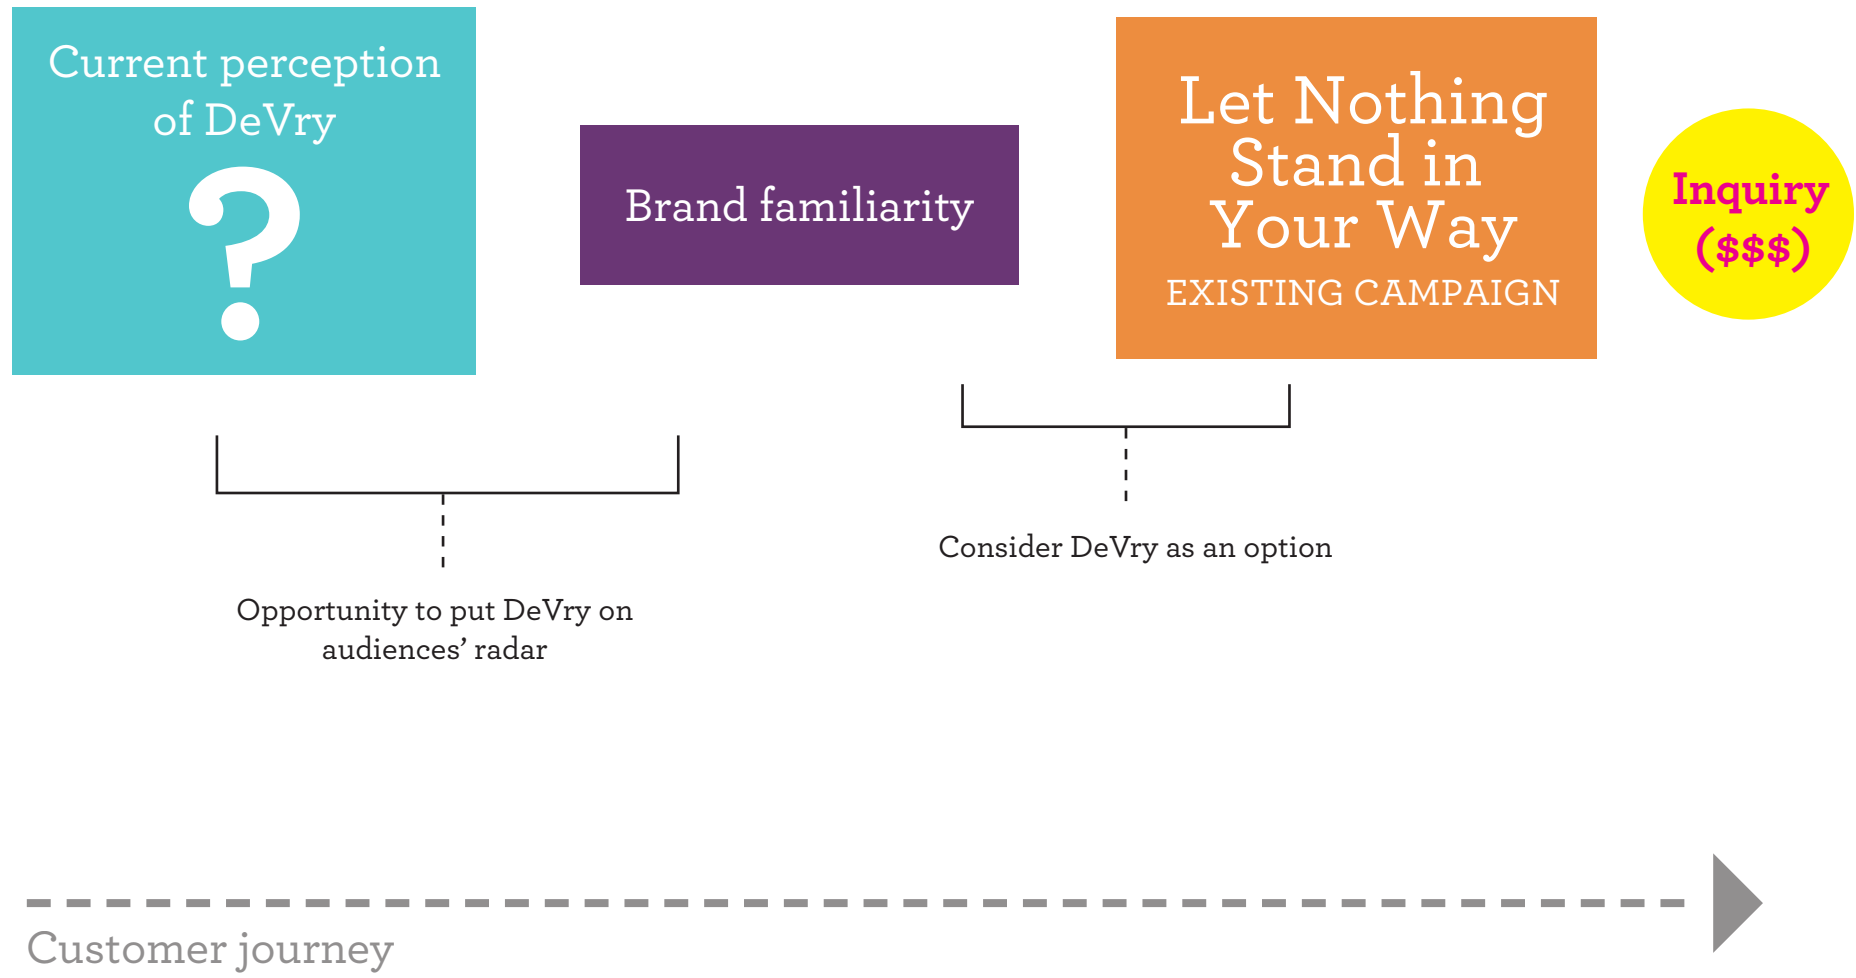 Current perception
of DeVry
?
Brand familiarity
Let Nothing
Stand in
Your Way
EXISTING CAMPAIGN
Inquiry
($$$)
Opportunity to put DeVry on
audiences’ radar
Consider DeVry as an option
Customer journey